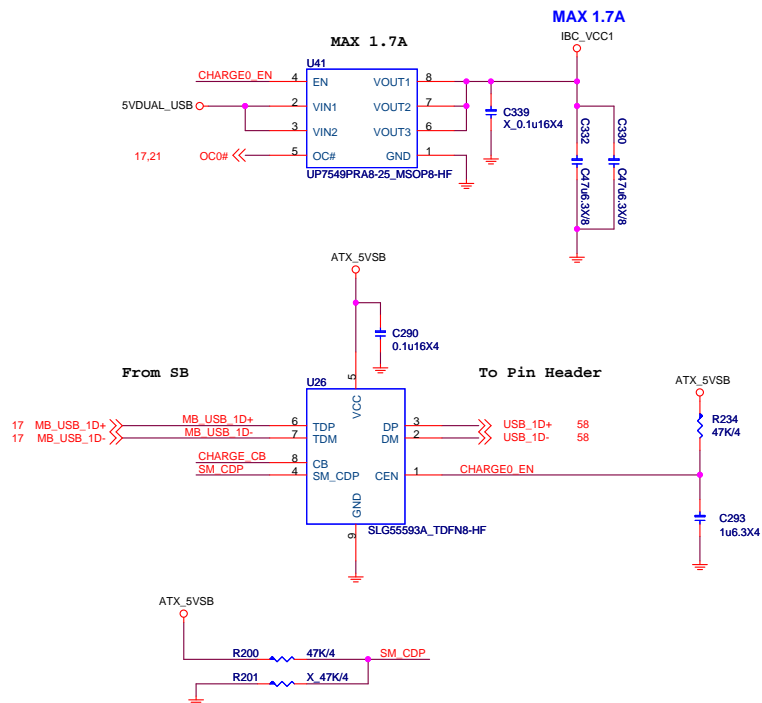 MAX 1.7A
IBC_VCC1
MAX 1.7A
U41
CHARGE0_EN 4 EN VOUT1 8
5VDUAL_USB 2 VIN1 VOUT2 7
3 VIN2 VOUT3 6
17,21 OC0# 5 OC# GND 1
UP7549PRA8-25_MSOP8-HF
C339
X_0.1u16X4
C332
C47u6.3X/8
C330
C47u6.3X/8
ATX_5VSB
C290
0.1u16X4
From SB
To Pin Header
U26
5
VCC
17 MB_USB_1D+ MB_USB_1D+ 6 TDP DP 3 USB_1D+ 58
17 MB_USB_1D- MB_USB_1D- 7 TDM DM 2 USB_1D- 58
CHARGE_CB 8 CB
SM_CDP 4 SM_CDP CEN 1 CHARGE0_EN
GND
9
SLG55593A_TDFN8-HF
ATX_5VSB
R234
47K/4
C293
1u6.3X4
ATX_5VSB
R200 47K/4 SM_CDP
R201 X_47K/4